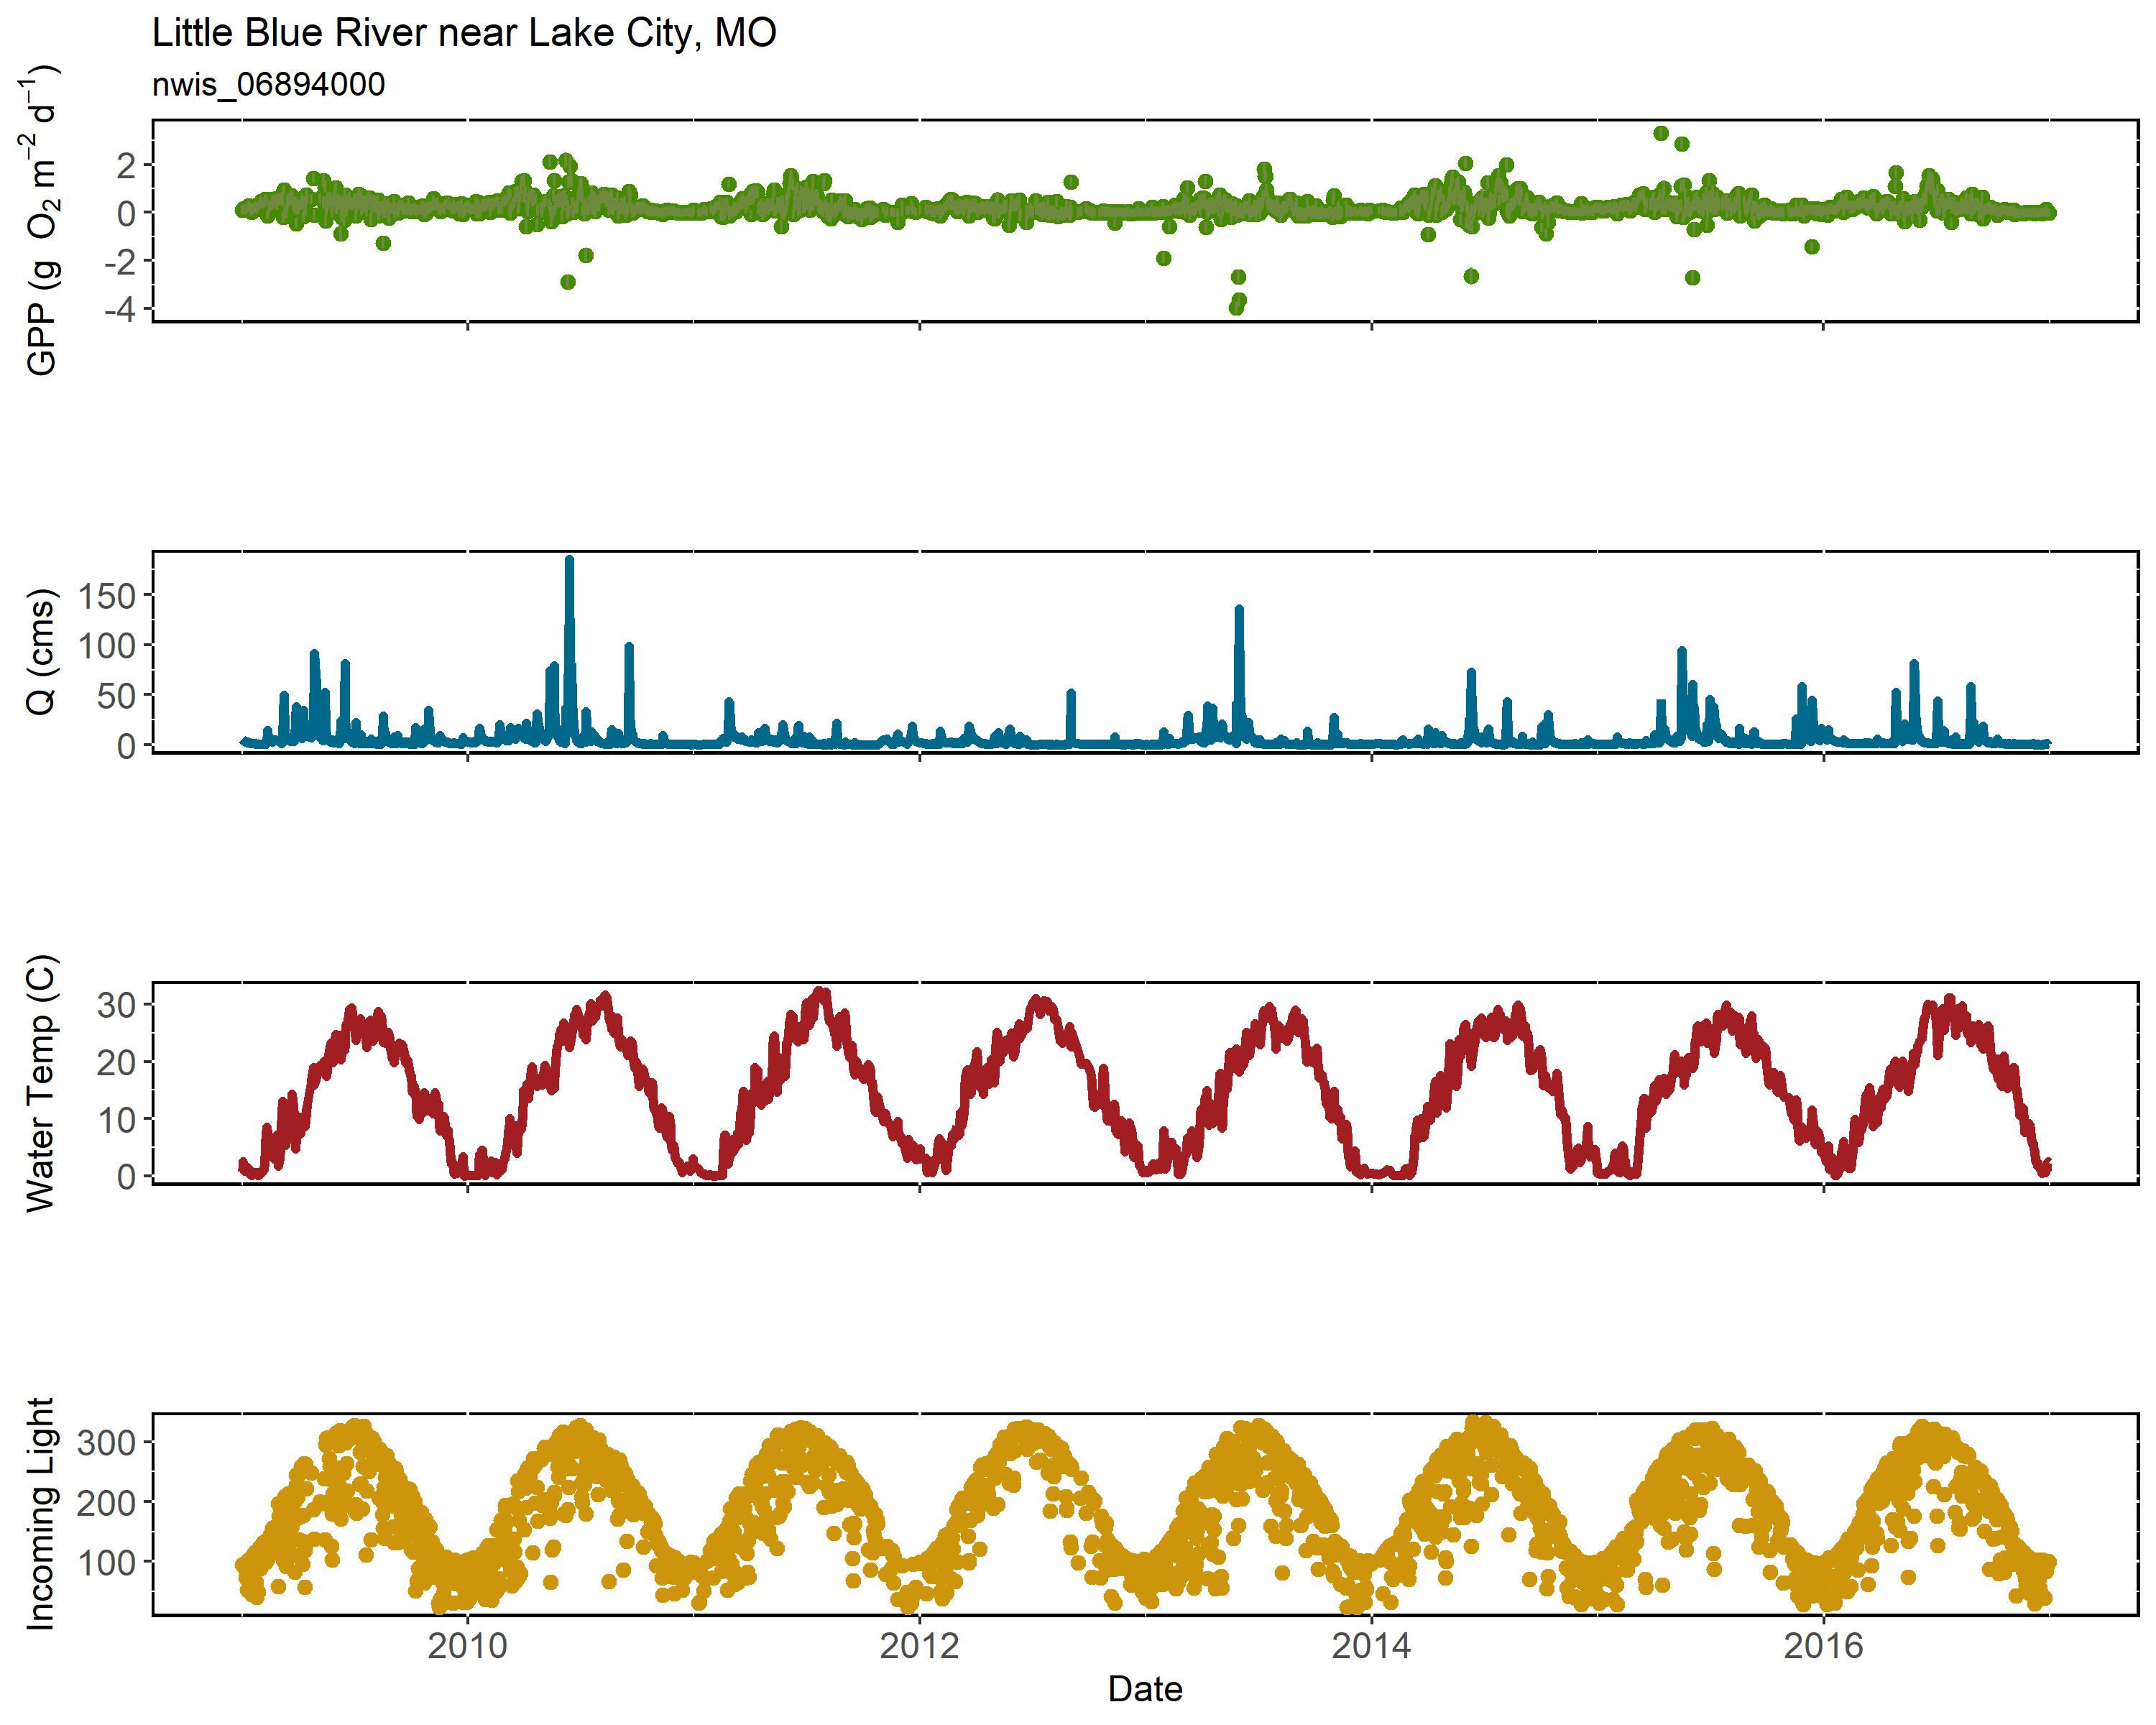 Little Blue River near Lake City, MO
nwis_06894000
GPP (g O₂ m⁻² d⁻¹)
2
0
-2
-4
Q (cms)
150
100
50
0
Water Temp (C)
30
20
10
0
Incoming Light
300
200
100
2010 2012 2014 2016
Date